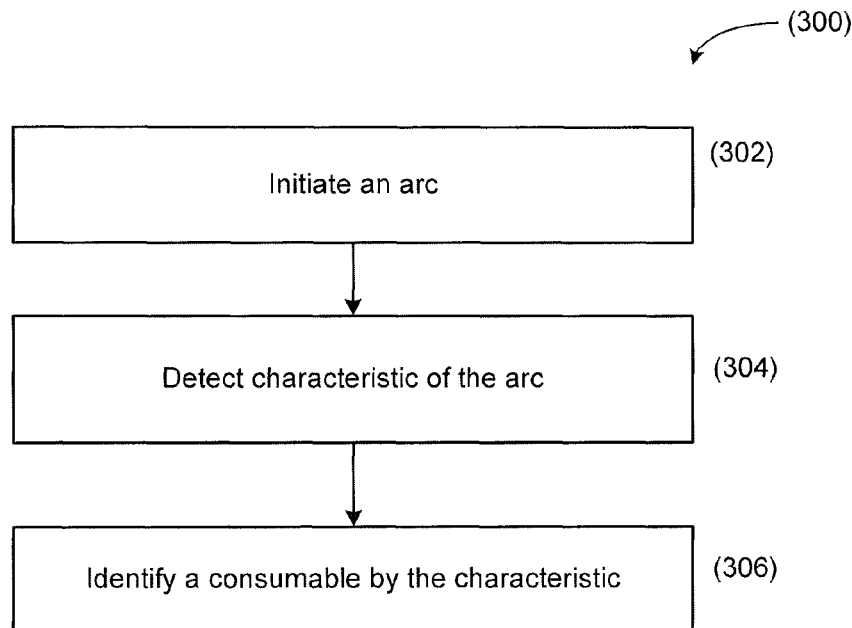 (300)
(302)
Initiate an arc
Detect characteristic of the arc
(304)
Identify a consumable by the characteristic
(306)